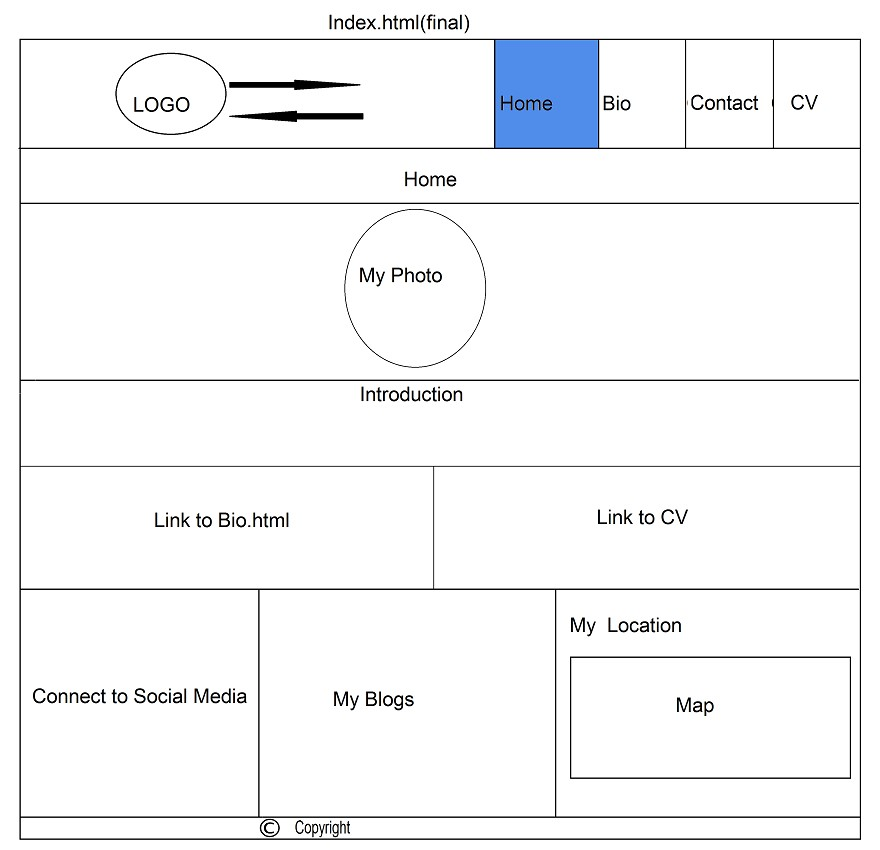 Index.html(final)
LOGO
Home
Bio
Contact
CV
Home
My Photo
Introduction
Link to Bio.html
Link to CV
Connect to Social Media
My Blogs
My Location
Map
© Copyright